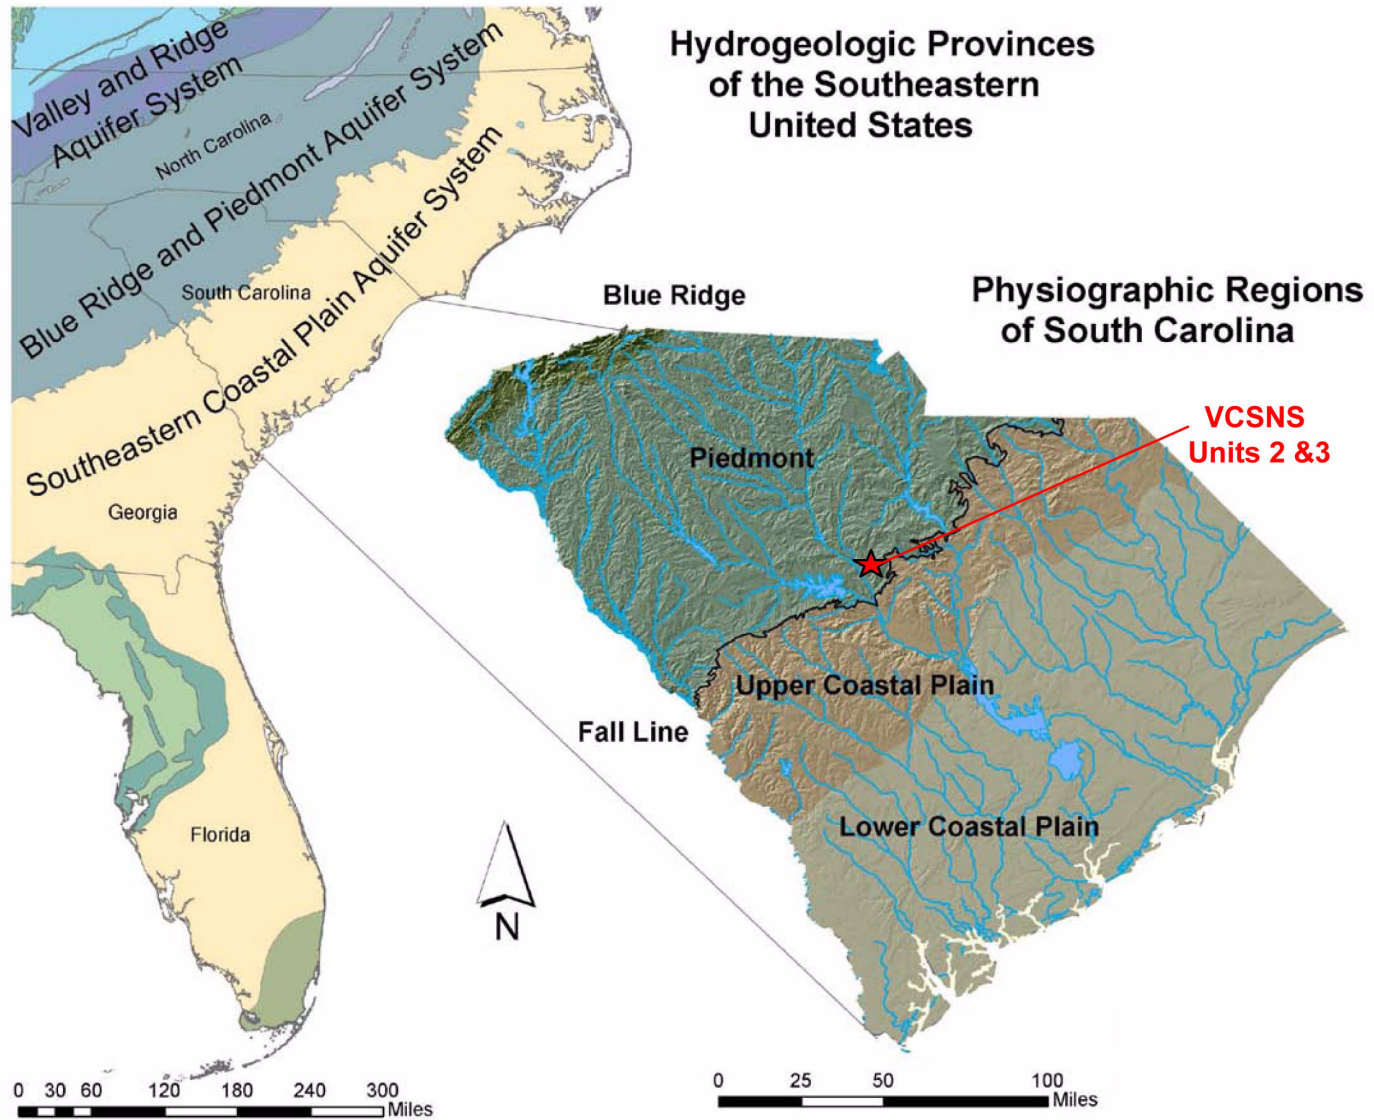 Hydrogeologic Provinces
of the Southeastern
United States
Valley and Ridge
Aquifer System
North Carolina
Blue Ridge and Piedmont Aquifer System
South Carolina
Southeastern Coastal Plain Aquifer System
Georgia
Florida
Physiographic Regions
of South Carolina
Blue Ridge
VCSNS
Units 2 &3
Piedmont
Upper Coastal Plain
Fall Line
Lower Coastal Plain
N
0 30 60 120 180 240 300
Miles
0 25 50 100
Miles